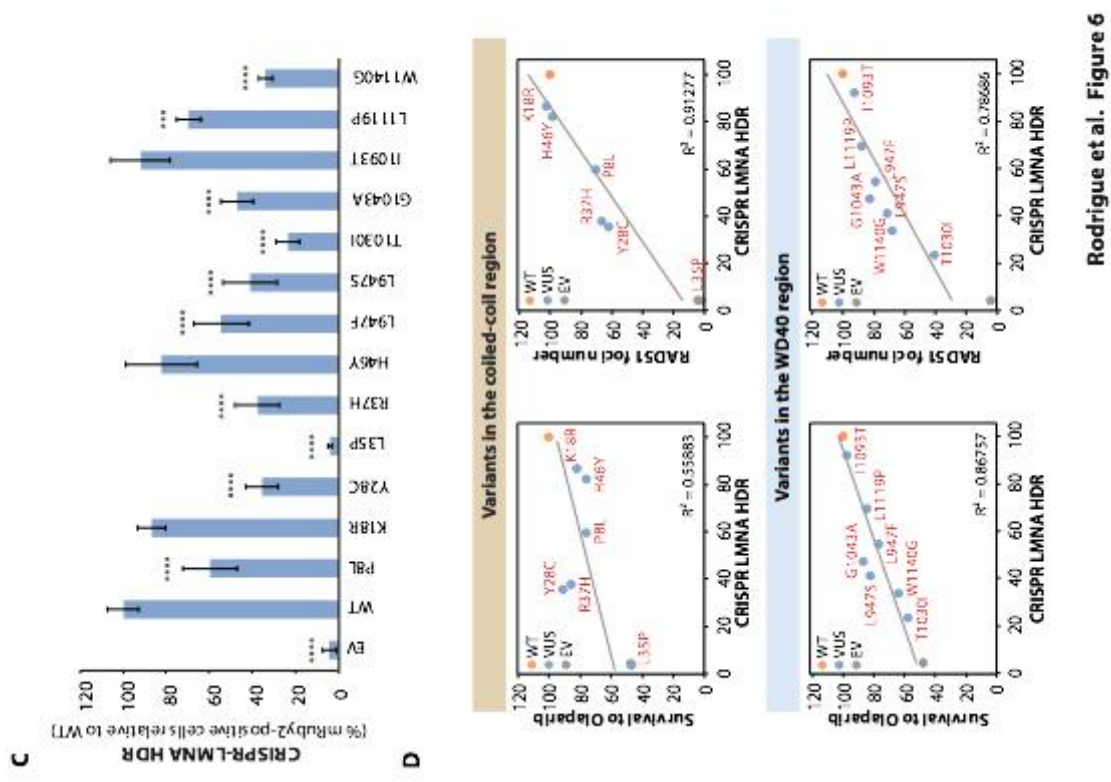 C
CRISPR-LMNA HDR
(% mRuby2-positive cells relative to WT)
120
100
80
60
40
20
0
**** **** **** **** **** **** **** **** **** *** ****
EV WT P8L K18R Y28C L35P R37H H46Y L947F L947S T1030I G1043A I1093T L1119P W1140G
D
Variants in the coiled-coil region
Survival to Olaparib
120
100
80
60
40
20
0
WT
VUS
EV
Y28C
R37H
P8L
K18R
H46Y
L35P
R² = 0.55883
0 20 40 60 80 100
CRISPR LMNA HDR
RAD51 foci number
120
100
80
60
40
20
0
WT
VUS
EV
K18R
H46Y
R37H
P8L
Y28C
L35P
R² = 0.91277
0 20 40 60 80 100
CRISPR LMNA HDR
Variants in the WD40 region
Survival to Olaparib
120
100
80
60
40
20
0
WT
VUS
EV
G1043A
L947S
I1093T
L1119P
L947F
W1140G
T1030I
R² = 0.86757
0 20 40 60 80 100
CRISPR LMNA HDR
RAD51 foci number
120
100
80
60
40
20
0
WT
VUS
EV
L1119P
G1043A
I1093T
L947F
W1140G
L947S
T1030I
R² = 0.78686
0 20 40 60 80 100
CRISPR LMNA HDR
Rodrigue et al. Figure 6